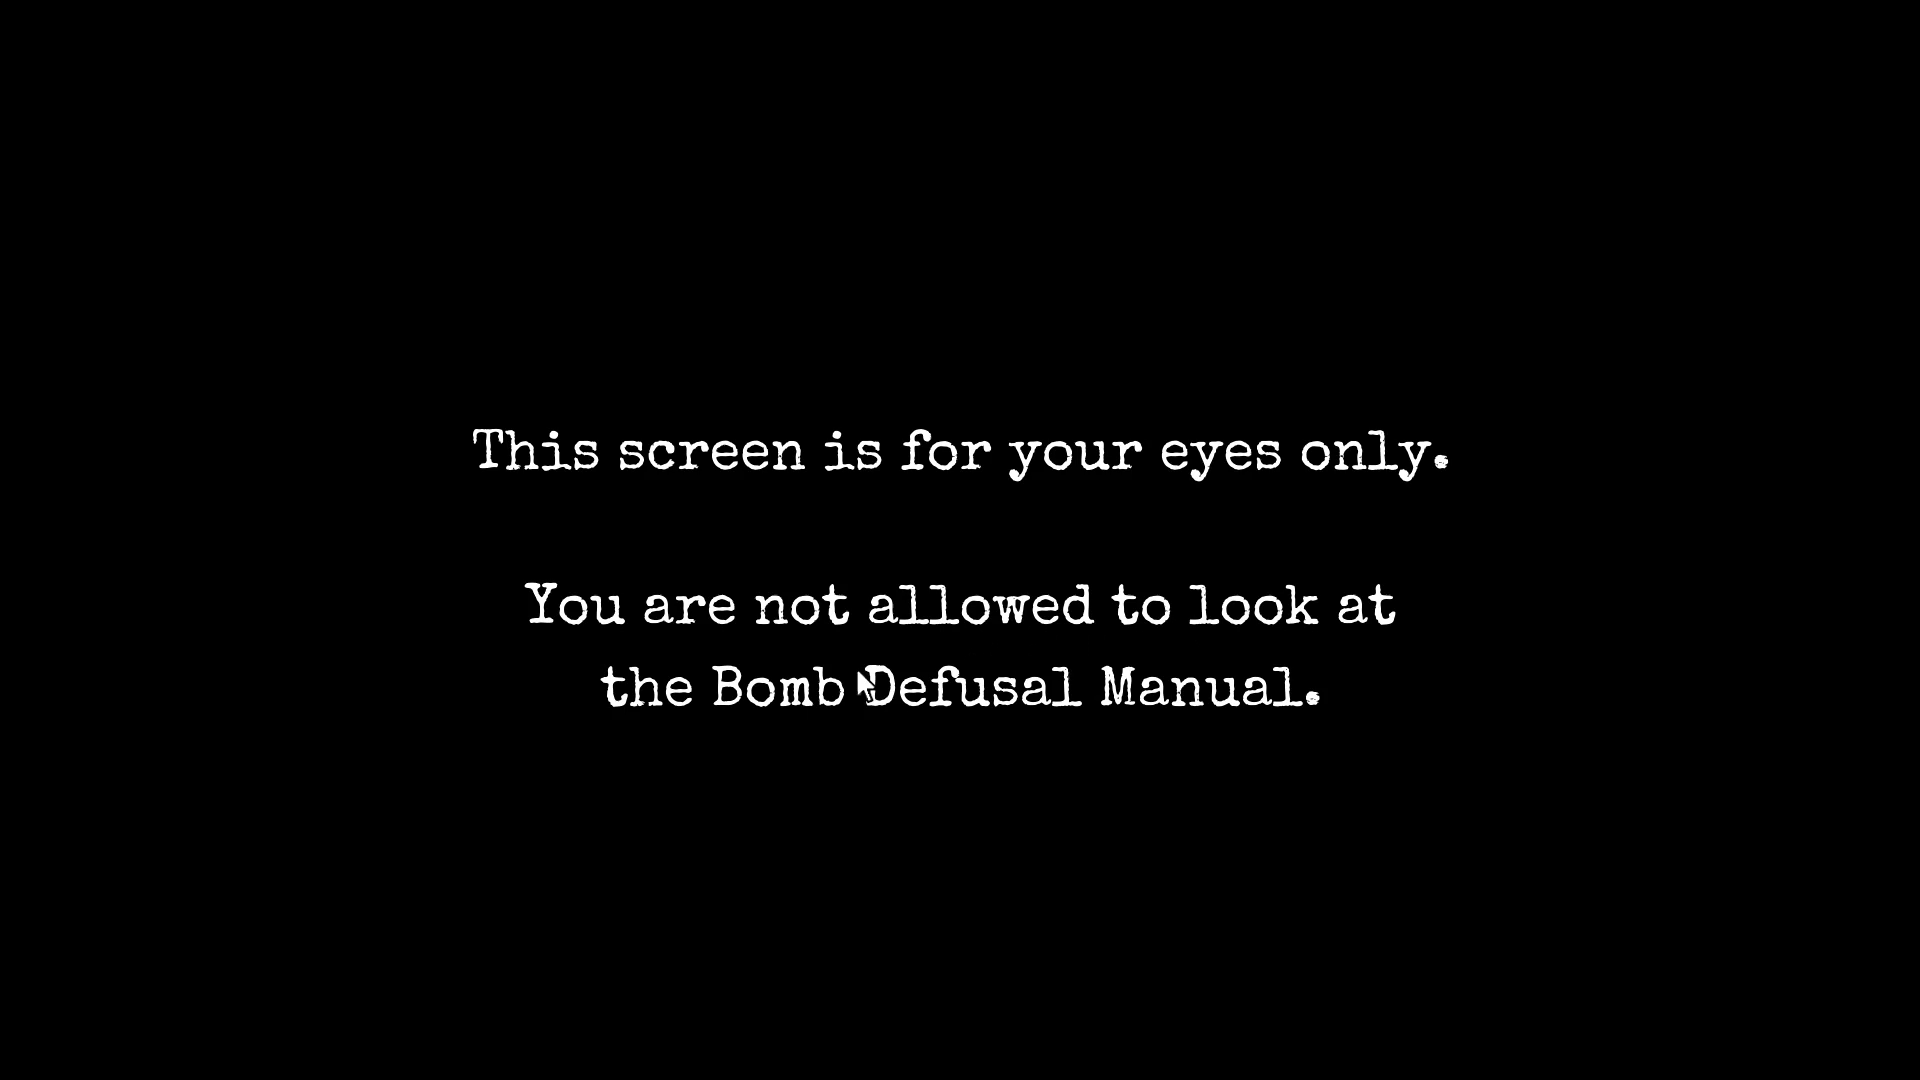 This screen is for your eyes only.
You are not allowed to look at
the Bomb Defusal Manual.